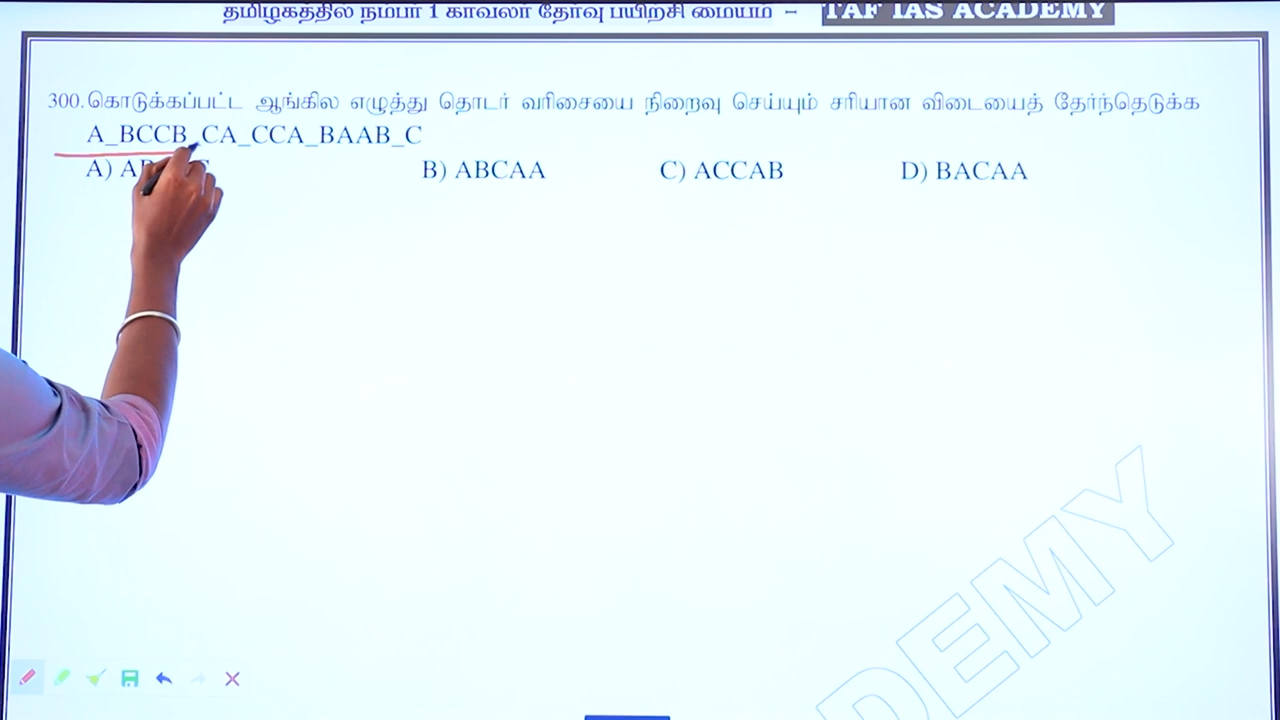 தமிழகத்தில் நம்பர் 1 காவலர் தேர்வு பயிற்சி மையம் – TAF IAS ACADEMY
300. கொடுக்கப்பட்ட ஆங்கில எழுத்து தொடர் வரிசையை நிறைவு செய்யும் சரியான விடையைத் தேர்ந்தெடுக்க
A_BCCB_CA_CCA_BAAB_C
A) B) ABCAA C) ACCAB D) BACAA
DEMY